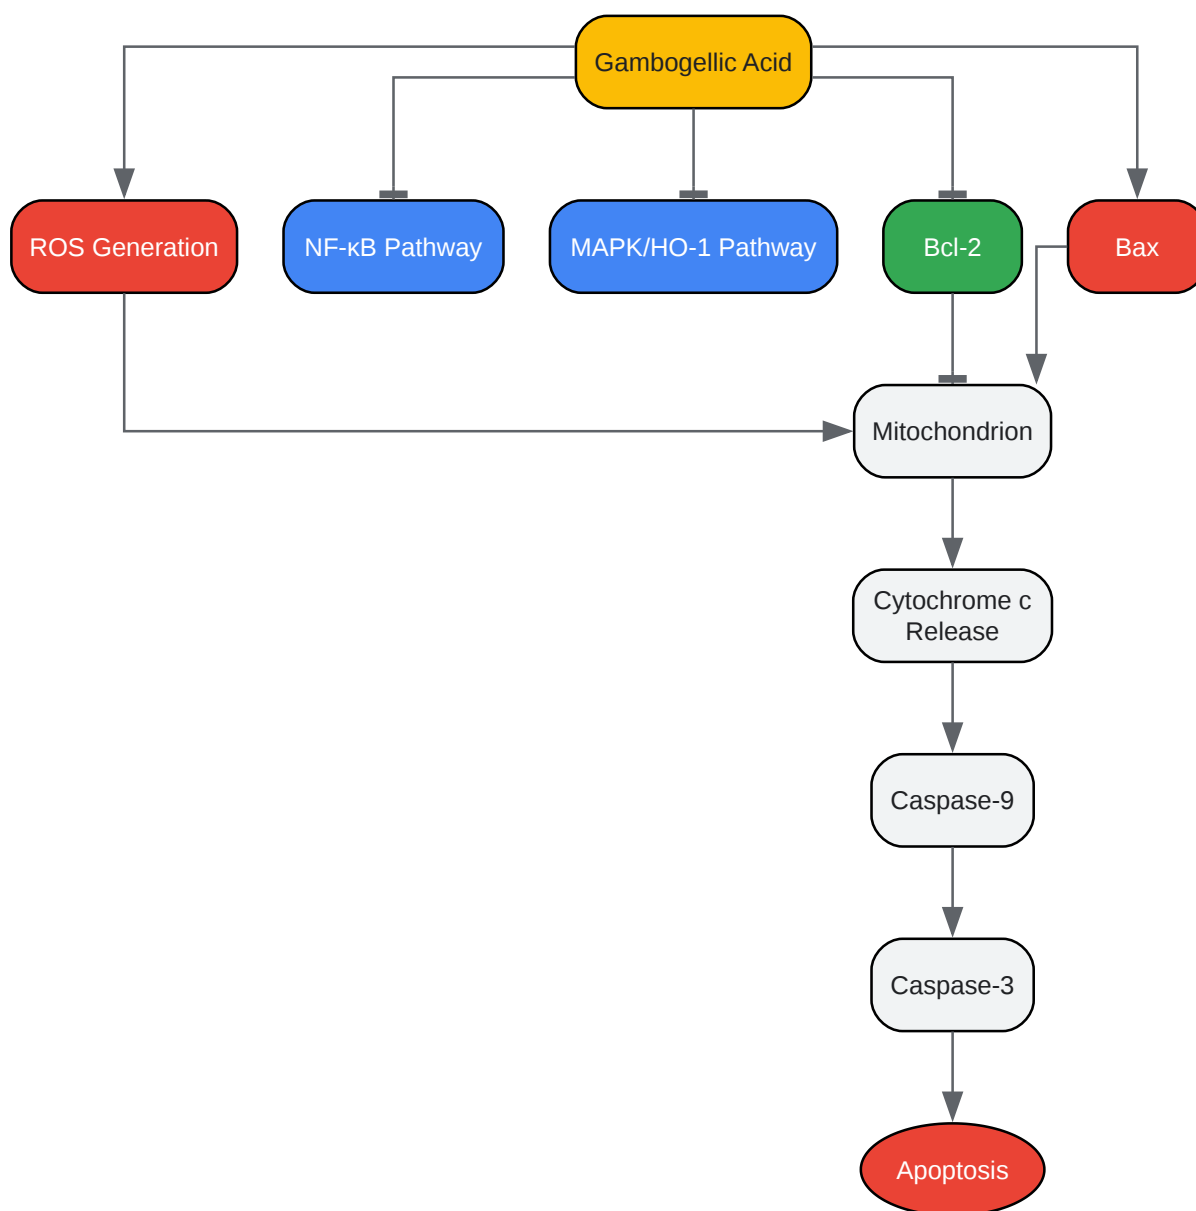 Gambogellic Acid
ROS Generation
NF-κB Pathway
MAPK/HO-1 Pathway
Bcl-2
Bax
Mitochondrion
Cytochrome c
Release
Caspase-9
Caspase-3
Apoptosis